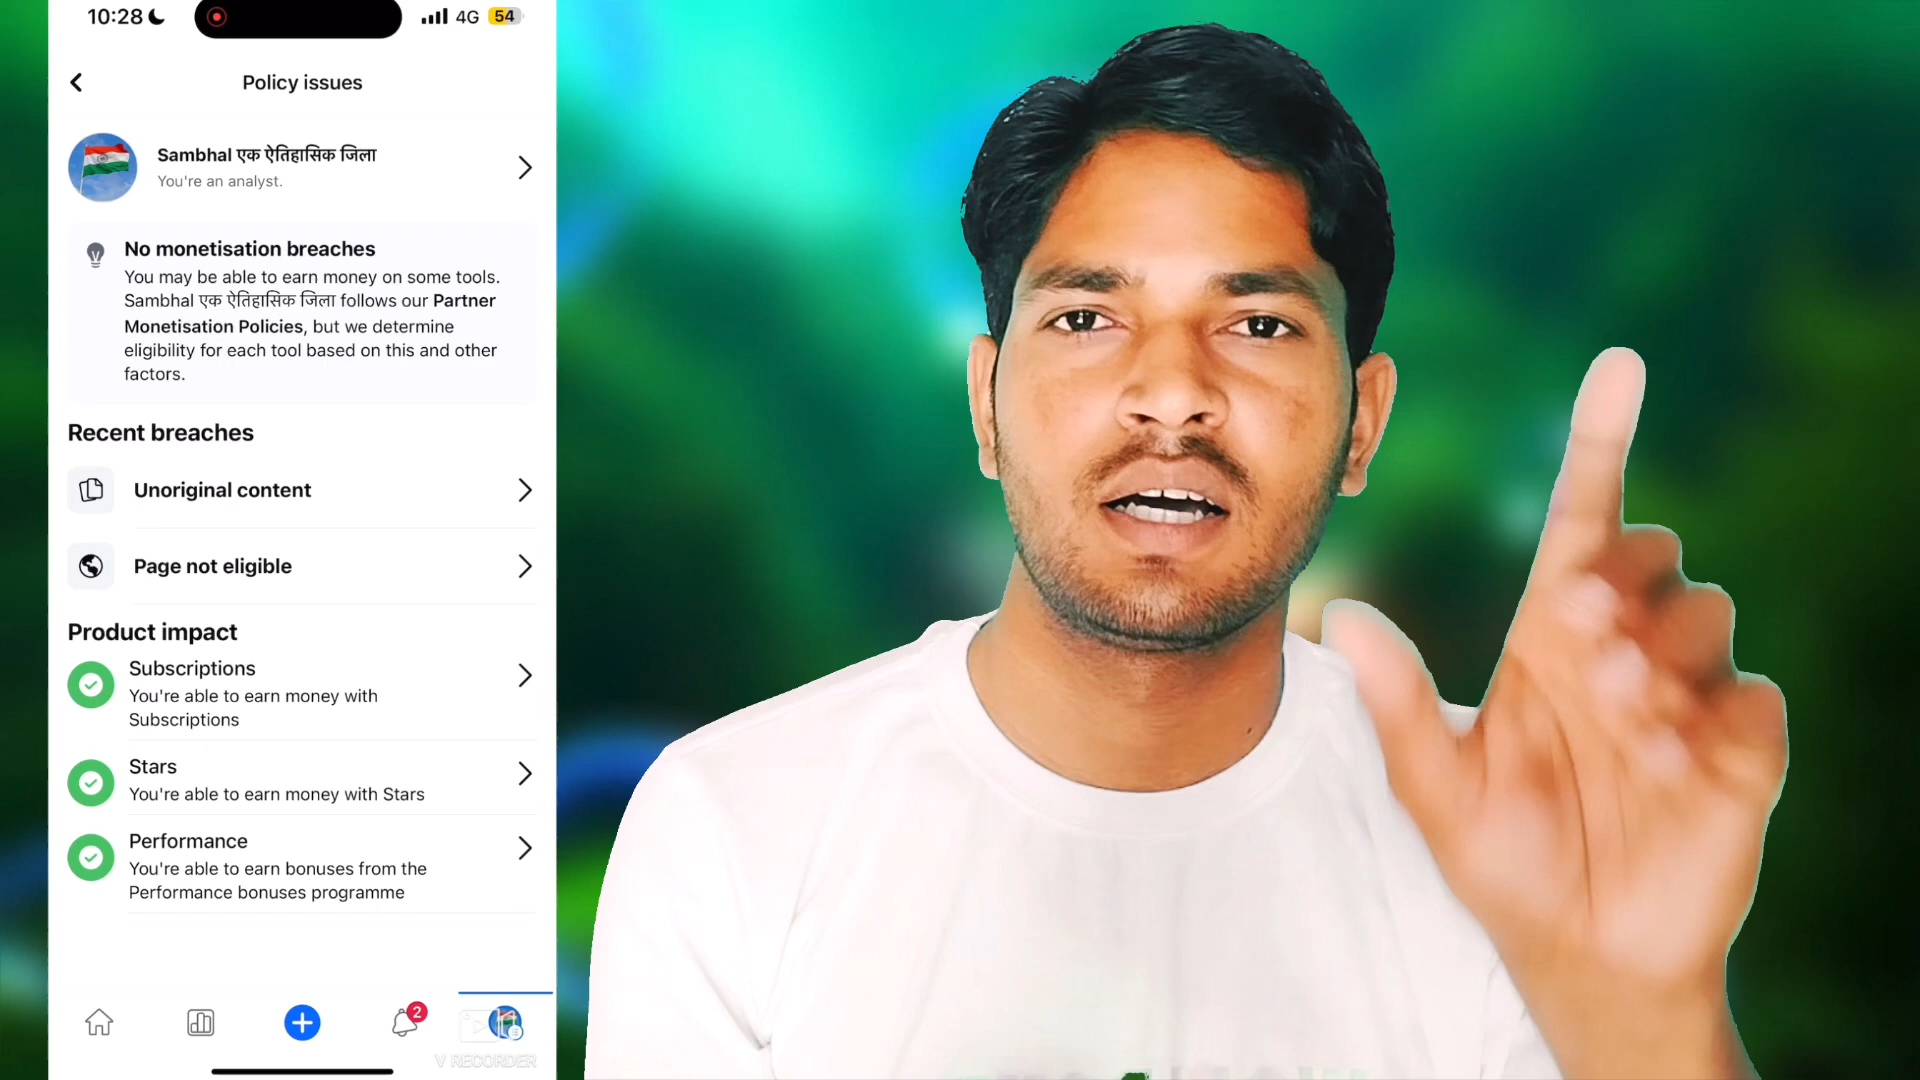 10:28
4G 54
Policy issues
Sambhal एक ऐतिहासिक जिला
You're an analyst.
No monetisation breaches
You may be able to earn money on some tools.
Sambhal एक ऐतिहासिक जिला follows our Partner
Monetisation Policies, but we determine
eligibility for each tool based on this and other
factors.
Recent breaches
Unoriginal content
Page not eligible
Product impact
Subscriptions
You're able to earn money with
Subscriptions
Stars
You're able to earn money with Stars
Performance
You're able to earn bonuses from the
Performance bonuses programme
2
V RECORDER